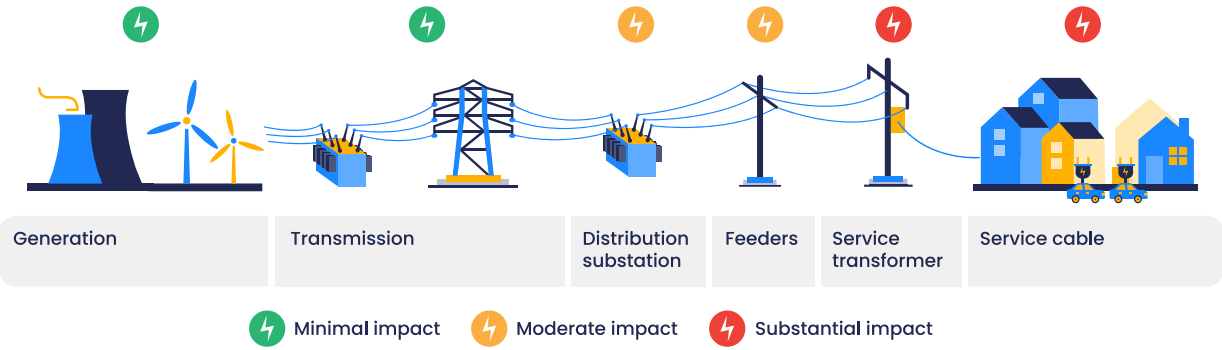 Generation
Transmission
Distribution
substation
Feeders
Service
transformer
Service cable
Minimal impact
Moderate impact
Substantial impact